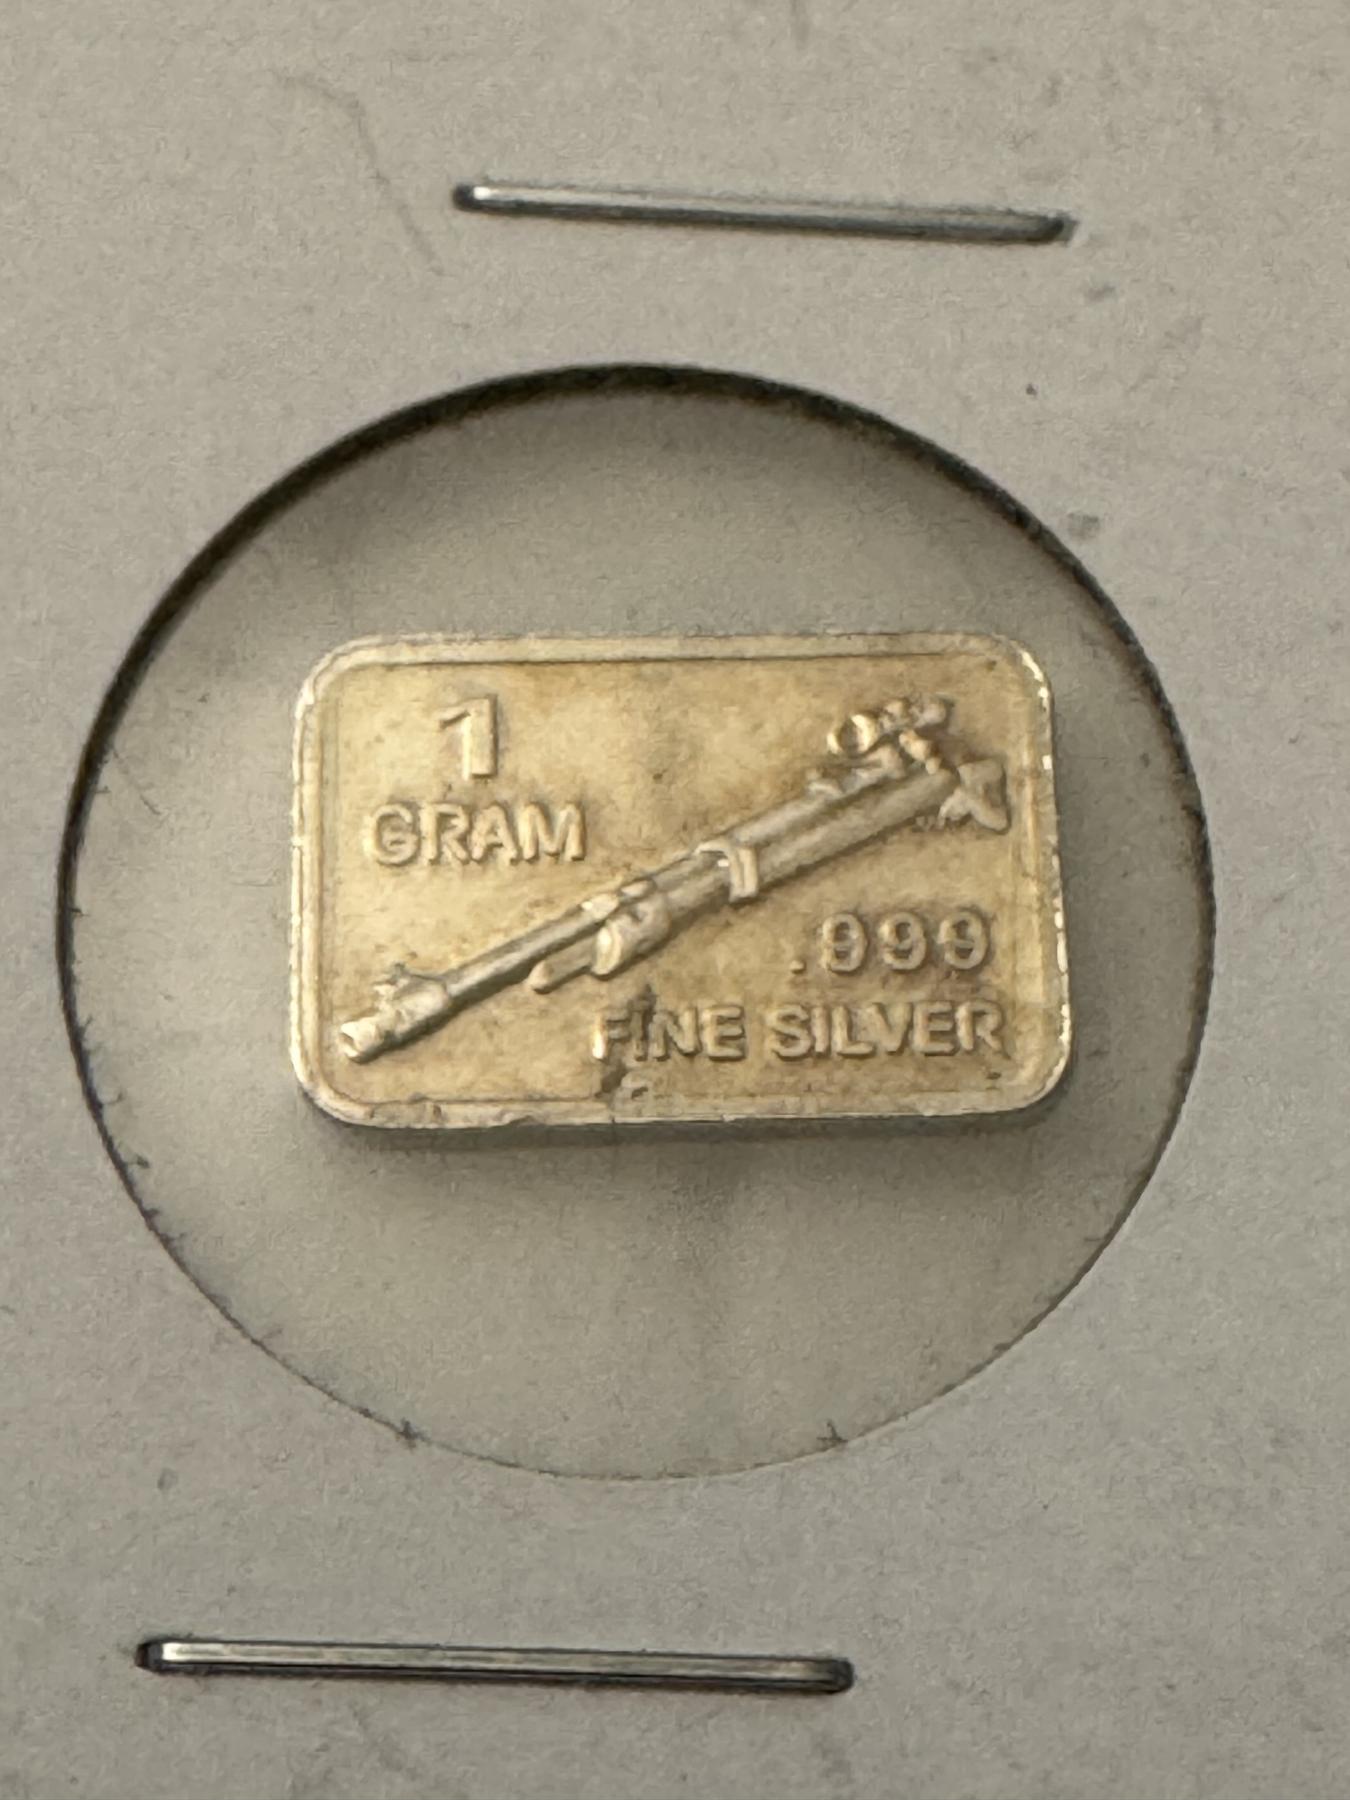 1
GRAM
.999
FINE SILVER